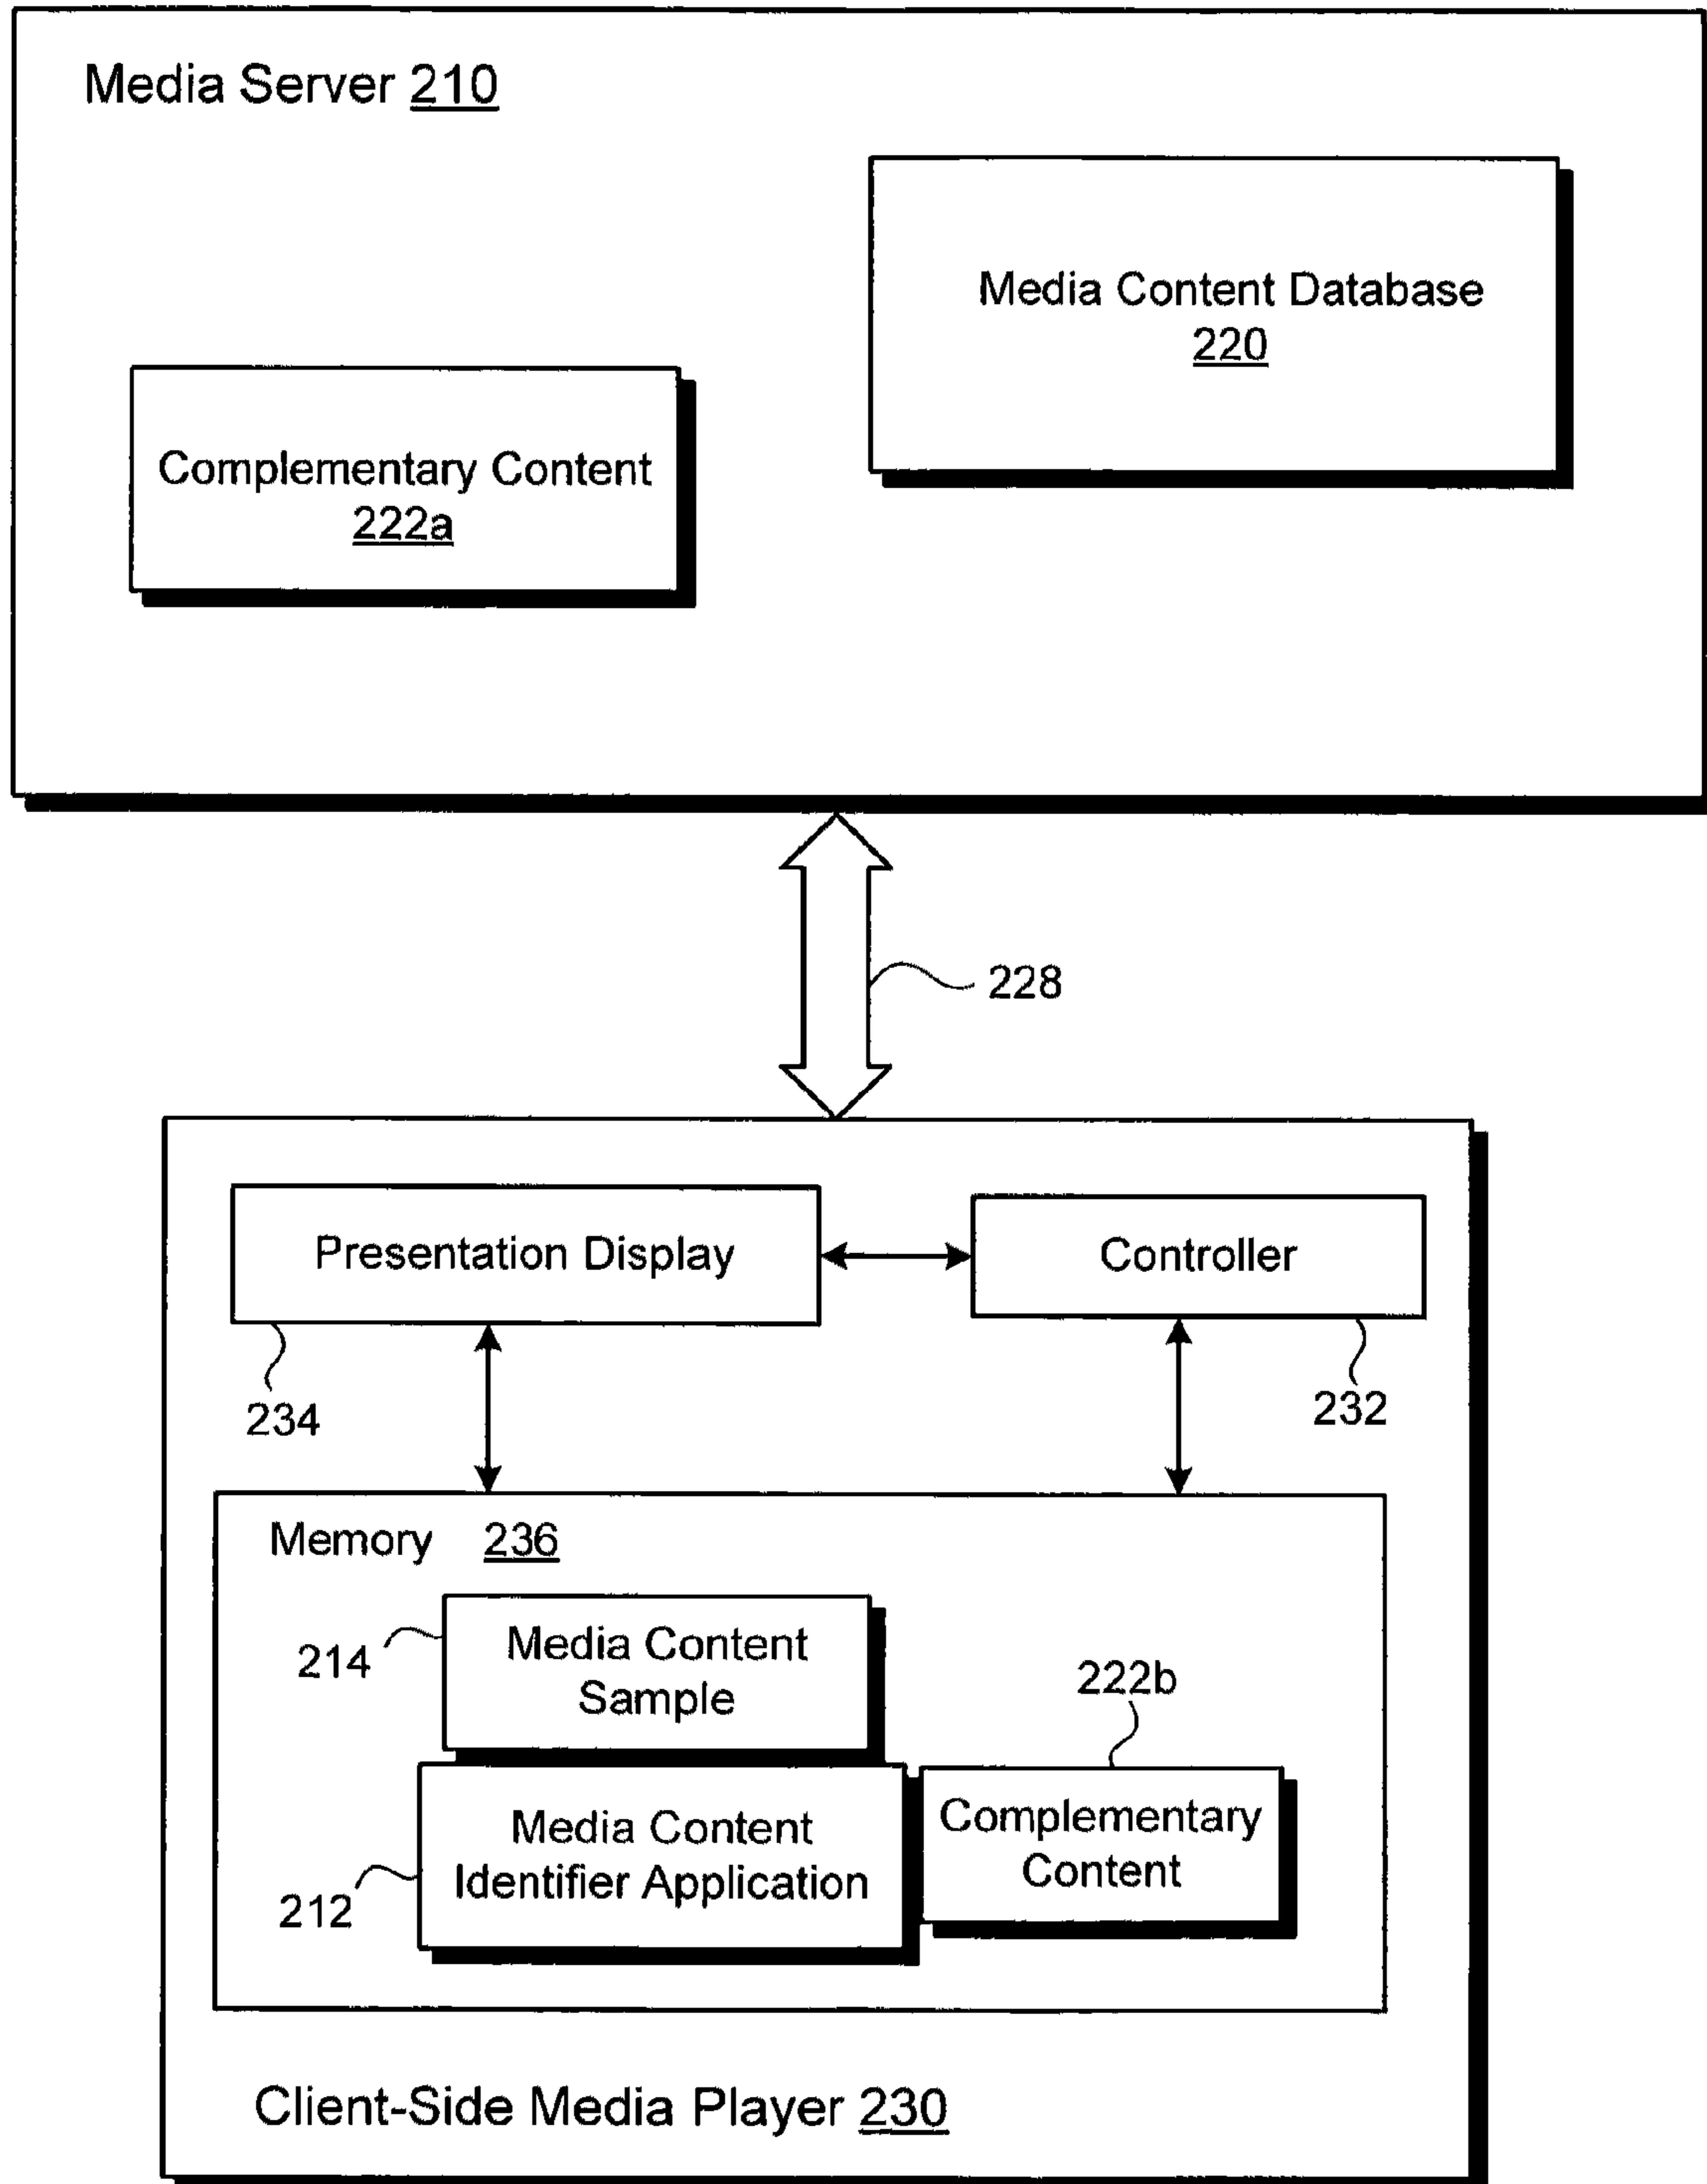 Media Server 210
Media Content Database
220
Complementary Content
222a
228
Presentation Display
Controller
234
232
Memory 236
Media Content
Sample
214
222b
Media Content
Identifier Application
212
Complementary
Content
Client-Side Media Player 230